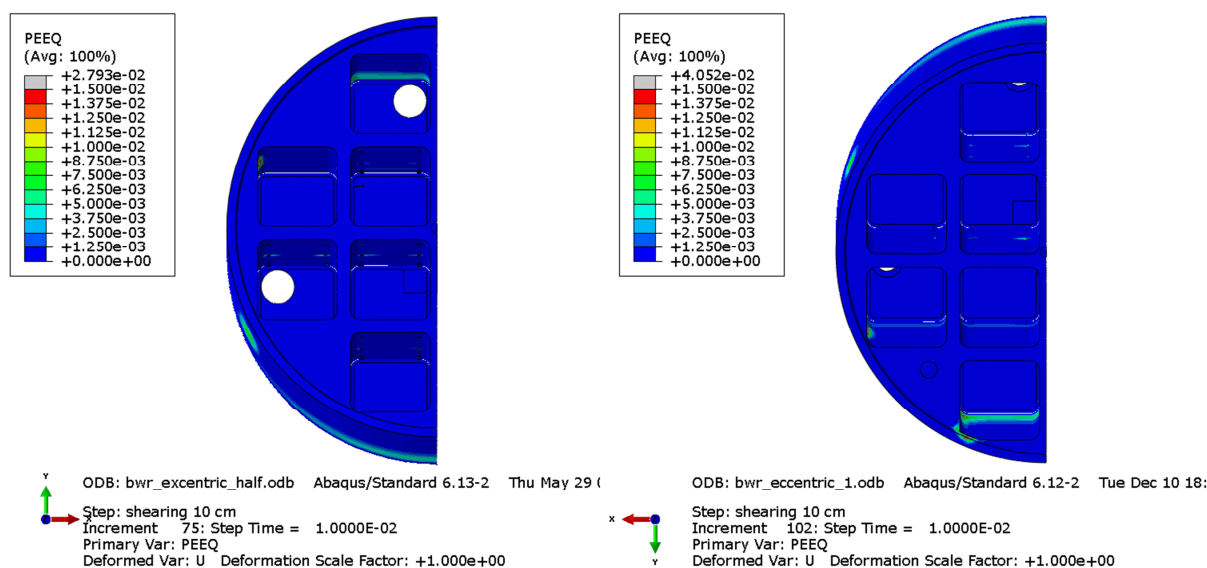 PEEQ
(Avg: 100%)
+2.793e-02
+1.500e-02
+1.375e-02
+1.250e-02
+1.125e-02
+1.000e-02
+8.750e-03
+7.500e-03
+6.250e-03
+5.000e-03
+3.750e-03
+2.500e-03
+1.250e-03
+0.000e+00
Y
X
ODB: bwr_excentric_half.odb Abaqus/Standard 6.13-2 Thu May 29
Step: shearing 10 cm
Increment 75: Step Time = 1.0000E-02
Primary Var: PEEQ
Deformed Var: U Deformation Scale Factor: +1.000e+00
PEEQ
(Avg: 100%)
+4.052e-02
+1.500e-02
+1.375e-02
+1.250e-02
+1.125e-02
+1.000e-02
+8.750e-03
+7.500e-03
+6.250e-03
+5.000e-03
+3.750e-03
+2.500e-03
+1.250e-03
+0.000e+00
X
Y
ODB: bwr_eccentric_1.odb Abaqus/Standard 6.12-2 Tue Dec 10 18:
Step: shearing 10 cm
Increment 102: Step Time = 1.0000E-02
Primary Var: PEEQ
Deformed Var: U Deformation Scale Factor: +1.000e+00